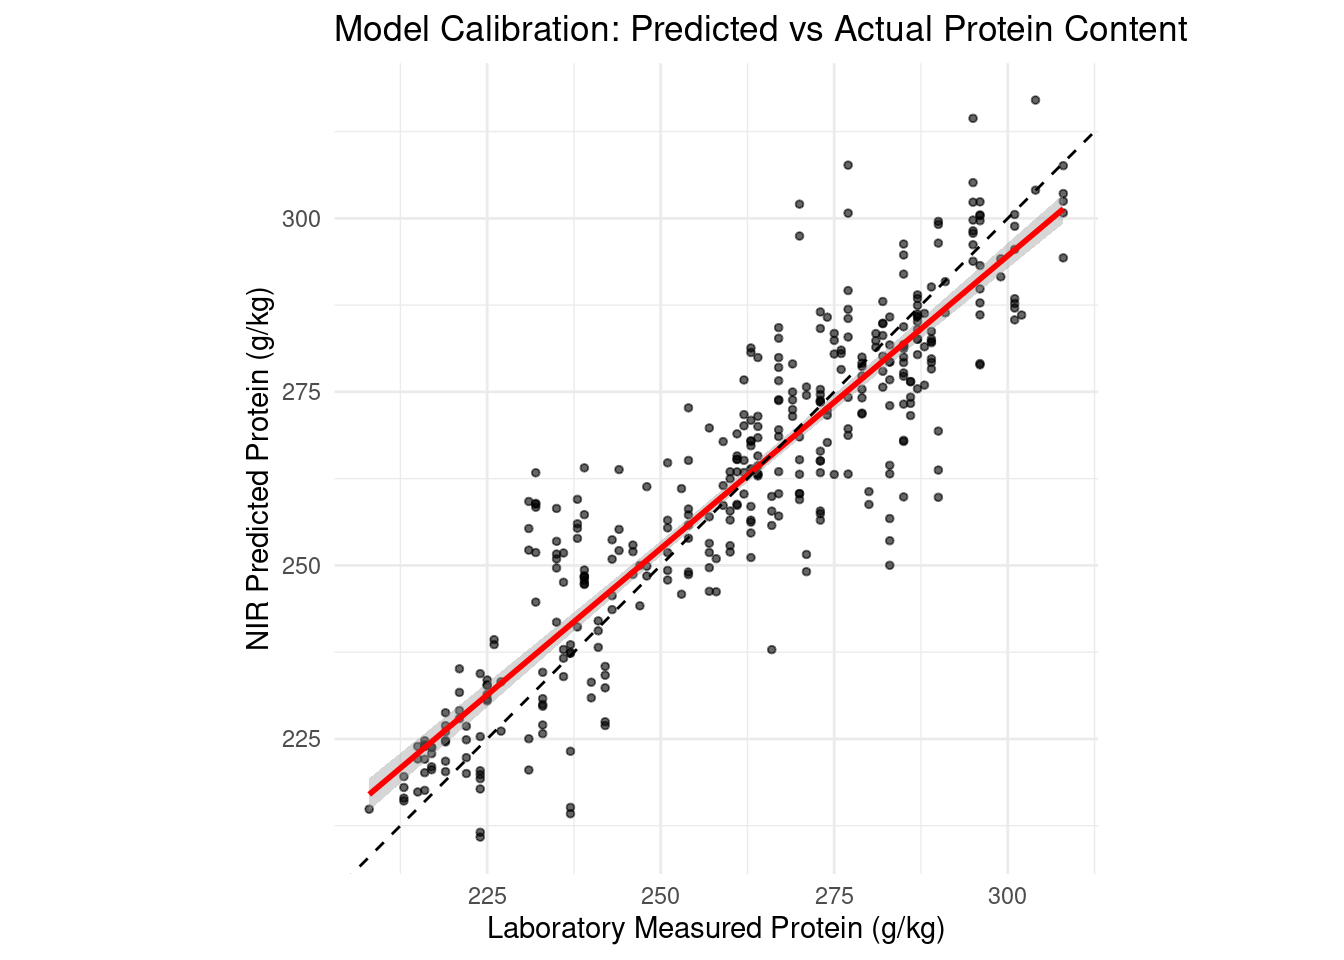 Model Calibration: Predicted vs Actual Protein Content
NIR Predicted Protein (g/kg)
300
275
250
225
225 250 275 300
Laboratory Measured Protein (g/kg)